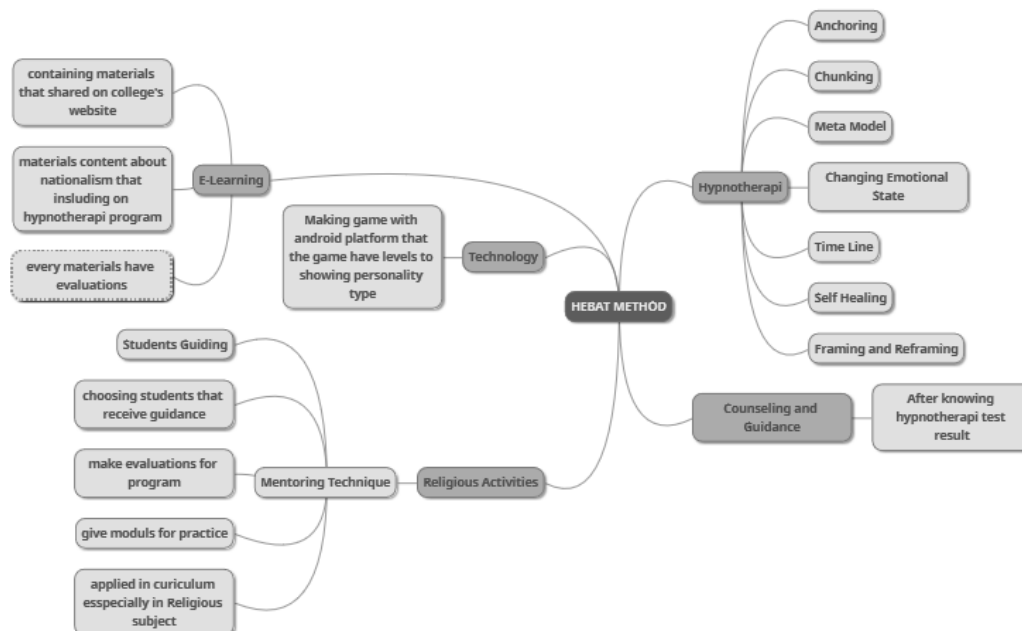 HEBAT METHOD
Hypnotherapi
Anchoring
Chunking
Meta Model
Changing Emotional
State
Time Line
Self Healing
Framing and Reframing
Counseling and
Guidance
After knowing
hypnotherapi test
result
E-Learning
containing materials
that shared on college's
website
materials content about
nationalism that
insluding on
hypnotherapi program
every materials have
evaluations
Technology
Making game with
android platform that
the game have levels to
showing personality
type
Religious Activities
Mentoring Technique
Students Guiding
choosing students that
receive guidance
make evaluations for
program
give moduls for practice
applied in curiculum
esspecially in Religious
subject